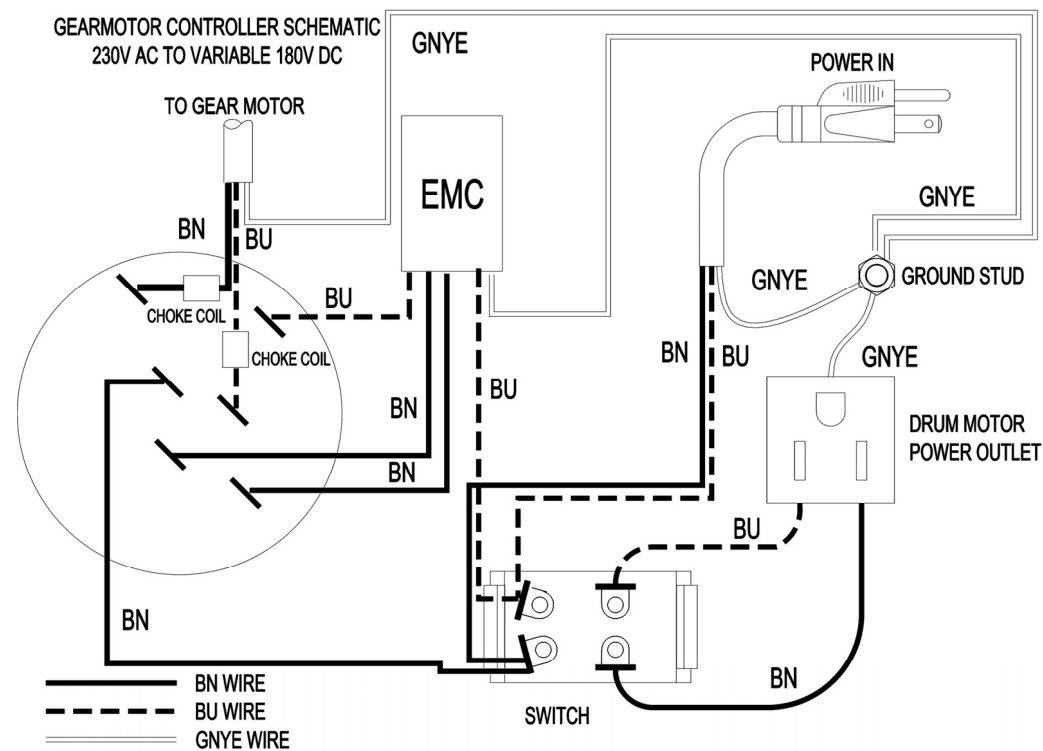 GEARMOTOR CONTROLLER SCHEMATIC
230V AC TO VARIABLE 180V DC
GNYE
POWER IN
TO GEAR MOTOR
EMC
GNYE
BN
BU
GNYE
GROUND STUD
BU
CHOKE COIL
CHOKE COIL
BN
BU
GNYE
BU
BN
DRUM MOTOR
POWER OUTLET
BN
BU
BN
BN
SWITCH
BN WIRE
BU WIRE
GNYE WIRE